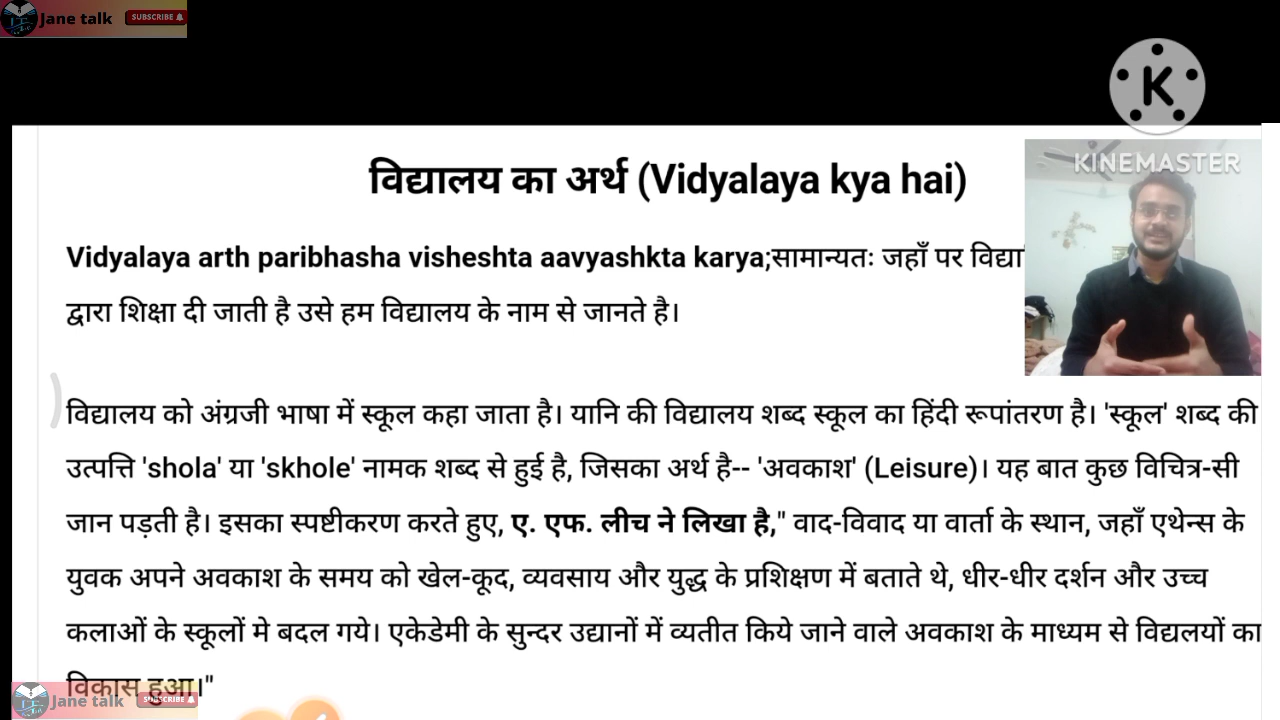 Jane talk SUBSCRIBE
K
KINEMASTER
विद्यालय का अर्थ (Vidyalaya kya hai)
Vidyalaya arth paribhasha visheshta aavyashkta karya;सामान्यतः जहाँ पर
द्वारा शिक्षा दी जाती है उसे हम विद्यालय के नाम से जानते है।
विद्यालय को अंग्रजी भाषा में स्कूल कहा जाता है। यानि की विद्यालय शब्द स्कूल का हिंदी रूपांतरण है। 'स्कूल' शब्द की
उत्पत्ति 'shola' या 'skhole' नामक शब्द से हुई है, जिसका अर्थ है-- 'अवकाश' (Leisure)। यह बात कुछ विचित्र-सी
जान पड़ती है। इसका स्पष्टीकरण करते हुए, ए. एफ. लीच ने लिखा है," वाद-विवाद या वार्ता के स्थान, जहाँ एथेन्स के
युवक अपने अवकाश के समय को खेल-कूद, व्यवसाय और युद्ध के प्रशिक्षण में बताते थे, धीर-धीर दर्शन और उच्च
कलाओं के स्कूलों मे बदल गये। एकेडेमी के सुन्दर उद्यानों में व्यतीत किये जाने वाले अवकाश के माध्यम से विद्यलयों का
विकास हुआ।"
Jane talk SUBSCRIBE